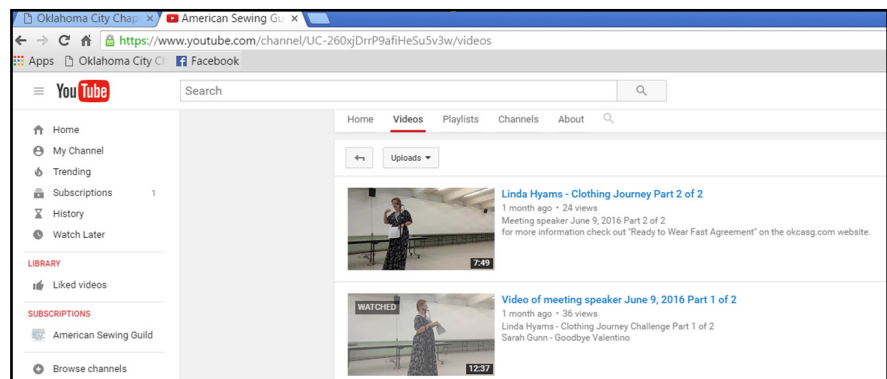 Oklahoma City Chap
American Sewing Gu
https://www.youtube.com/channel/UC-260xjDrrP9afiHeSu5v3w/videos
Apps Oklahoma City C Facebook
YouTube
Search
Home Videos Playlists Channels About
Uploads
Home
My Channel
Trending
Subscriptions 1
History
Watch Later
LIBRARY
Liked videos
SUBSCRIPTIONS
American Sewing Guild
Browse channels
Linda Hyams - Clothing Journey Part 2 of 2
1 month ago • 24 views
Meeting speaker June 9, 2016 Part 2 of 2
for more information check out "Ready to Wear Fast Agreement" on the okcasg.com website.
7:49
WATCHED
Video of meeting speaker June 9, 2016 Part 1 of 2
1 month ago • 36 views
Linda Hyams - Clothing Journey Challenge Part 1 of 2
Sarah Gunn - Goodbye Valentino
12:37